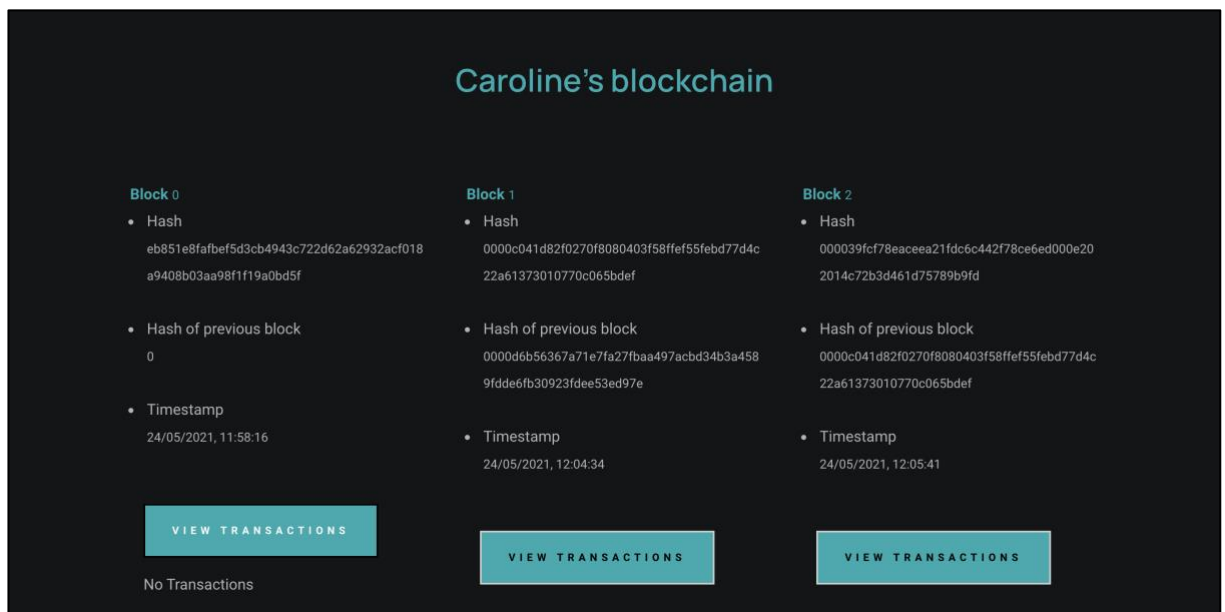 Caroline's blockchain
Block 0
Hash
eb851e8fafbef5d3cb4943c722d62a62932acf018
a9408b03aa98f1f19a0bd5f
Hash of previous block
0
Timestamp
24/05/2021, 11:58:16
VIEW TRANSACTIONS
No Transactions
Block 1
Hash
0000c041d82f0270f8080403f58ffef55febd77d4c
22a61373010770c065bdef
Hash of previous block
0000d6b56367a71e7fa27fbaa497acbd34b3a458
9fdde6fb30923fdee53ed97e
Timestamp
24/05/2021, 12:04:34
VIEW TRANSACTIONS
Block 2
Hash
000039fcf78eaceea21fdc6c442f78ce6ed000e20
2014c72b3d461d75789b9fd
Hash of previous block
0000c041d82f0270f8080403f58ffef55febd77d4c
22a61373010770c065bdef
Timestamp
24/05/2021, 12:05:41
VIEW TRANSACTIONS